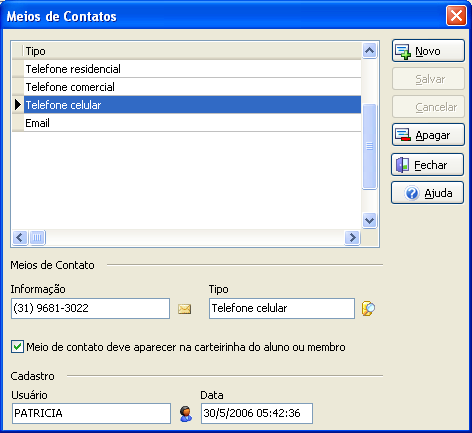 Meios de Contatos
Tipo
Telefone residencial
Telefone comercial
Telefone celular
Email
Novo
Salvar
Cancelar
Apagar
Fechar
Ajuda
Meios de Contato
Informação Tipo
(31) 9681-3022 Telefone celular
Meio de contato deve aparecer na carteirinha do aluno ou membro
Cadastro
Usuário Data
PATRICIA 30/5/2006 05:42:36